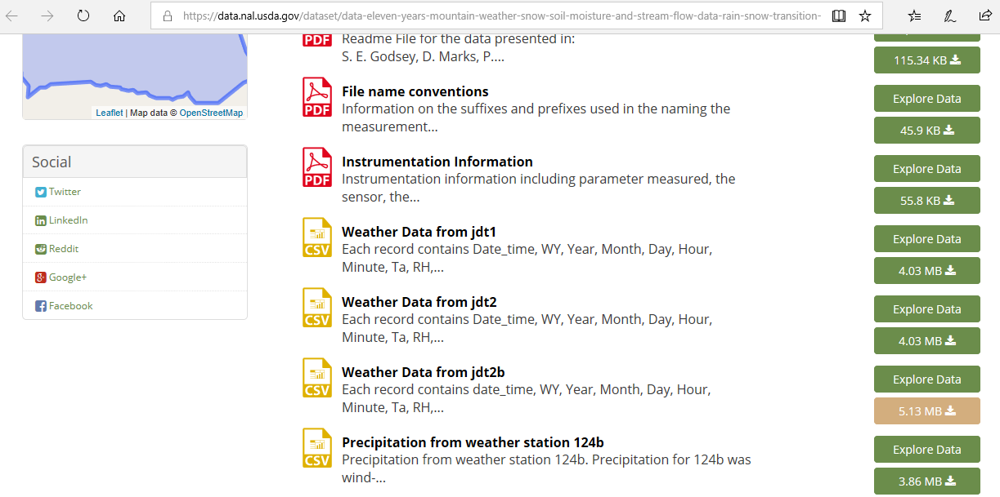 https://data.nal.usda.gov/dataset/data-eleven-years-mountain-weather-snow-soil-moisture-and-stream-flow-data-rain-snow-transition-
Leaflet | Map data © OpenStreetMap
Social
Twitter
LinkedIn
Reddit
Google+
Facebook
PDF
Readme File for the data presented in:
S. E. Godsey, D. Marks, P....
115.34 KB
PDF
File name conventions
Information on the suffixes and prefixes used in the naming the
measurement...
Explore Data
45.9 KB
PDF
Instrumentation Information
Instrumentation information including parameter measured, the
sensor, the...
Explore Data
55.8 KB
CSV
Weather Data from jdt1
Each record contains Date_time, WY, Year, Month, Day, Hour,
Minute, Ta, RH,...
Explore Data
4.03 MB
CSV
Weather Data from jdt2
Each record contains Date_time, WY, Year, Month, Day, Hour,
Minute, Ta, RH,...
Explore Data
4.03 MB
CSV
Weather Data from jdt2b
Each record contains date_time, WY, Year, Month, Day, Hour,
Minute, Ta, RH,...
Explore Data
5.13 MB
CSV
Precipitation from weather station 124b
Precipitation from weather station 124b. Precipitation for 124b was
wind-...
Explore Data
3.86 MB